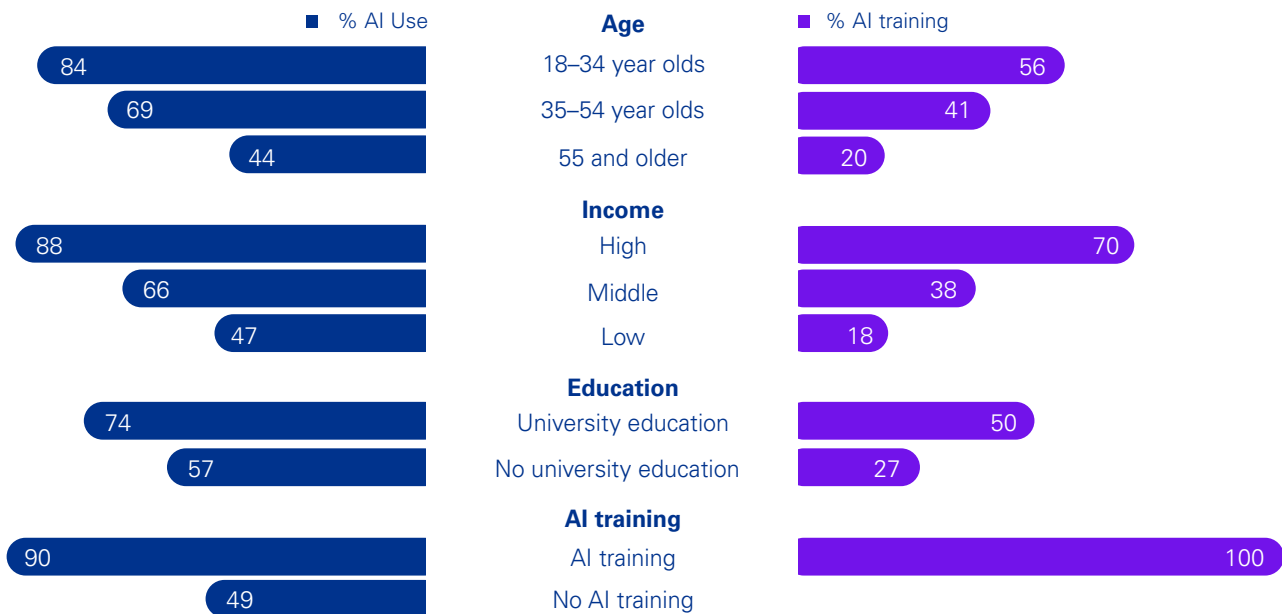 % AI Use Age % AI training
84 18–34 year olds 56
69 35–54 year olds 41
44 55 and older 20
Income
88 High 70
66 Middle 38
47 Low 18
Education
74 University education 50
57 No university education 27
AI training
90 AI training 100
49 No AI training